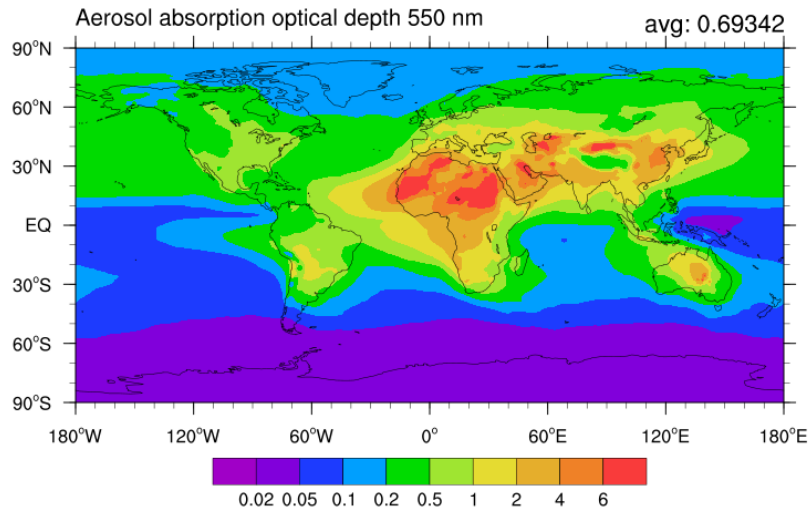 Aerosol absorption optical depth 550 nm
avg: 0.69342
90°N
60°N
30°N
EQ
30°S
60°S
90°S
180°W 120°W 60°W 0° 60°E 120°E 180°E
0.02 0.05 0.1 0.2 0.5 1 2 4 6